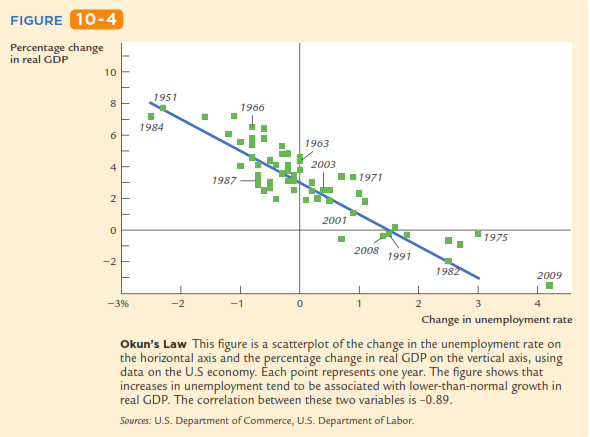 FIGURE 10-4
Percentage change
in real GDP
10
8
6
4
2
0
−2
1951
1984
1966
1963
2003
1987
1971
2001
2008
1991
1975
1982
2009
−3% −2 −1 0 1 2 3 4
Change in unemployment rate
Okun's Law This figure is a scatterplot of the change in the unemployment rate on
the horizontal axis and the percentage change in real GDP on the vertical axis, using
data on the U.S economy. Each point represents one year. The figure shows that
increases in unemployment tend to be associated with lower-than-normal growth in
real GDP. The correlation between these two variables is –0.89.
Sources: U.S. Department of Commerce, U.S. Department of Labor.